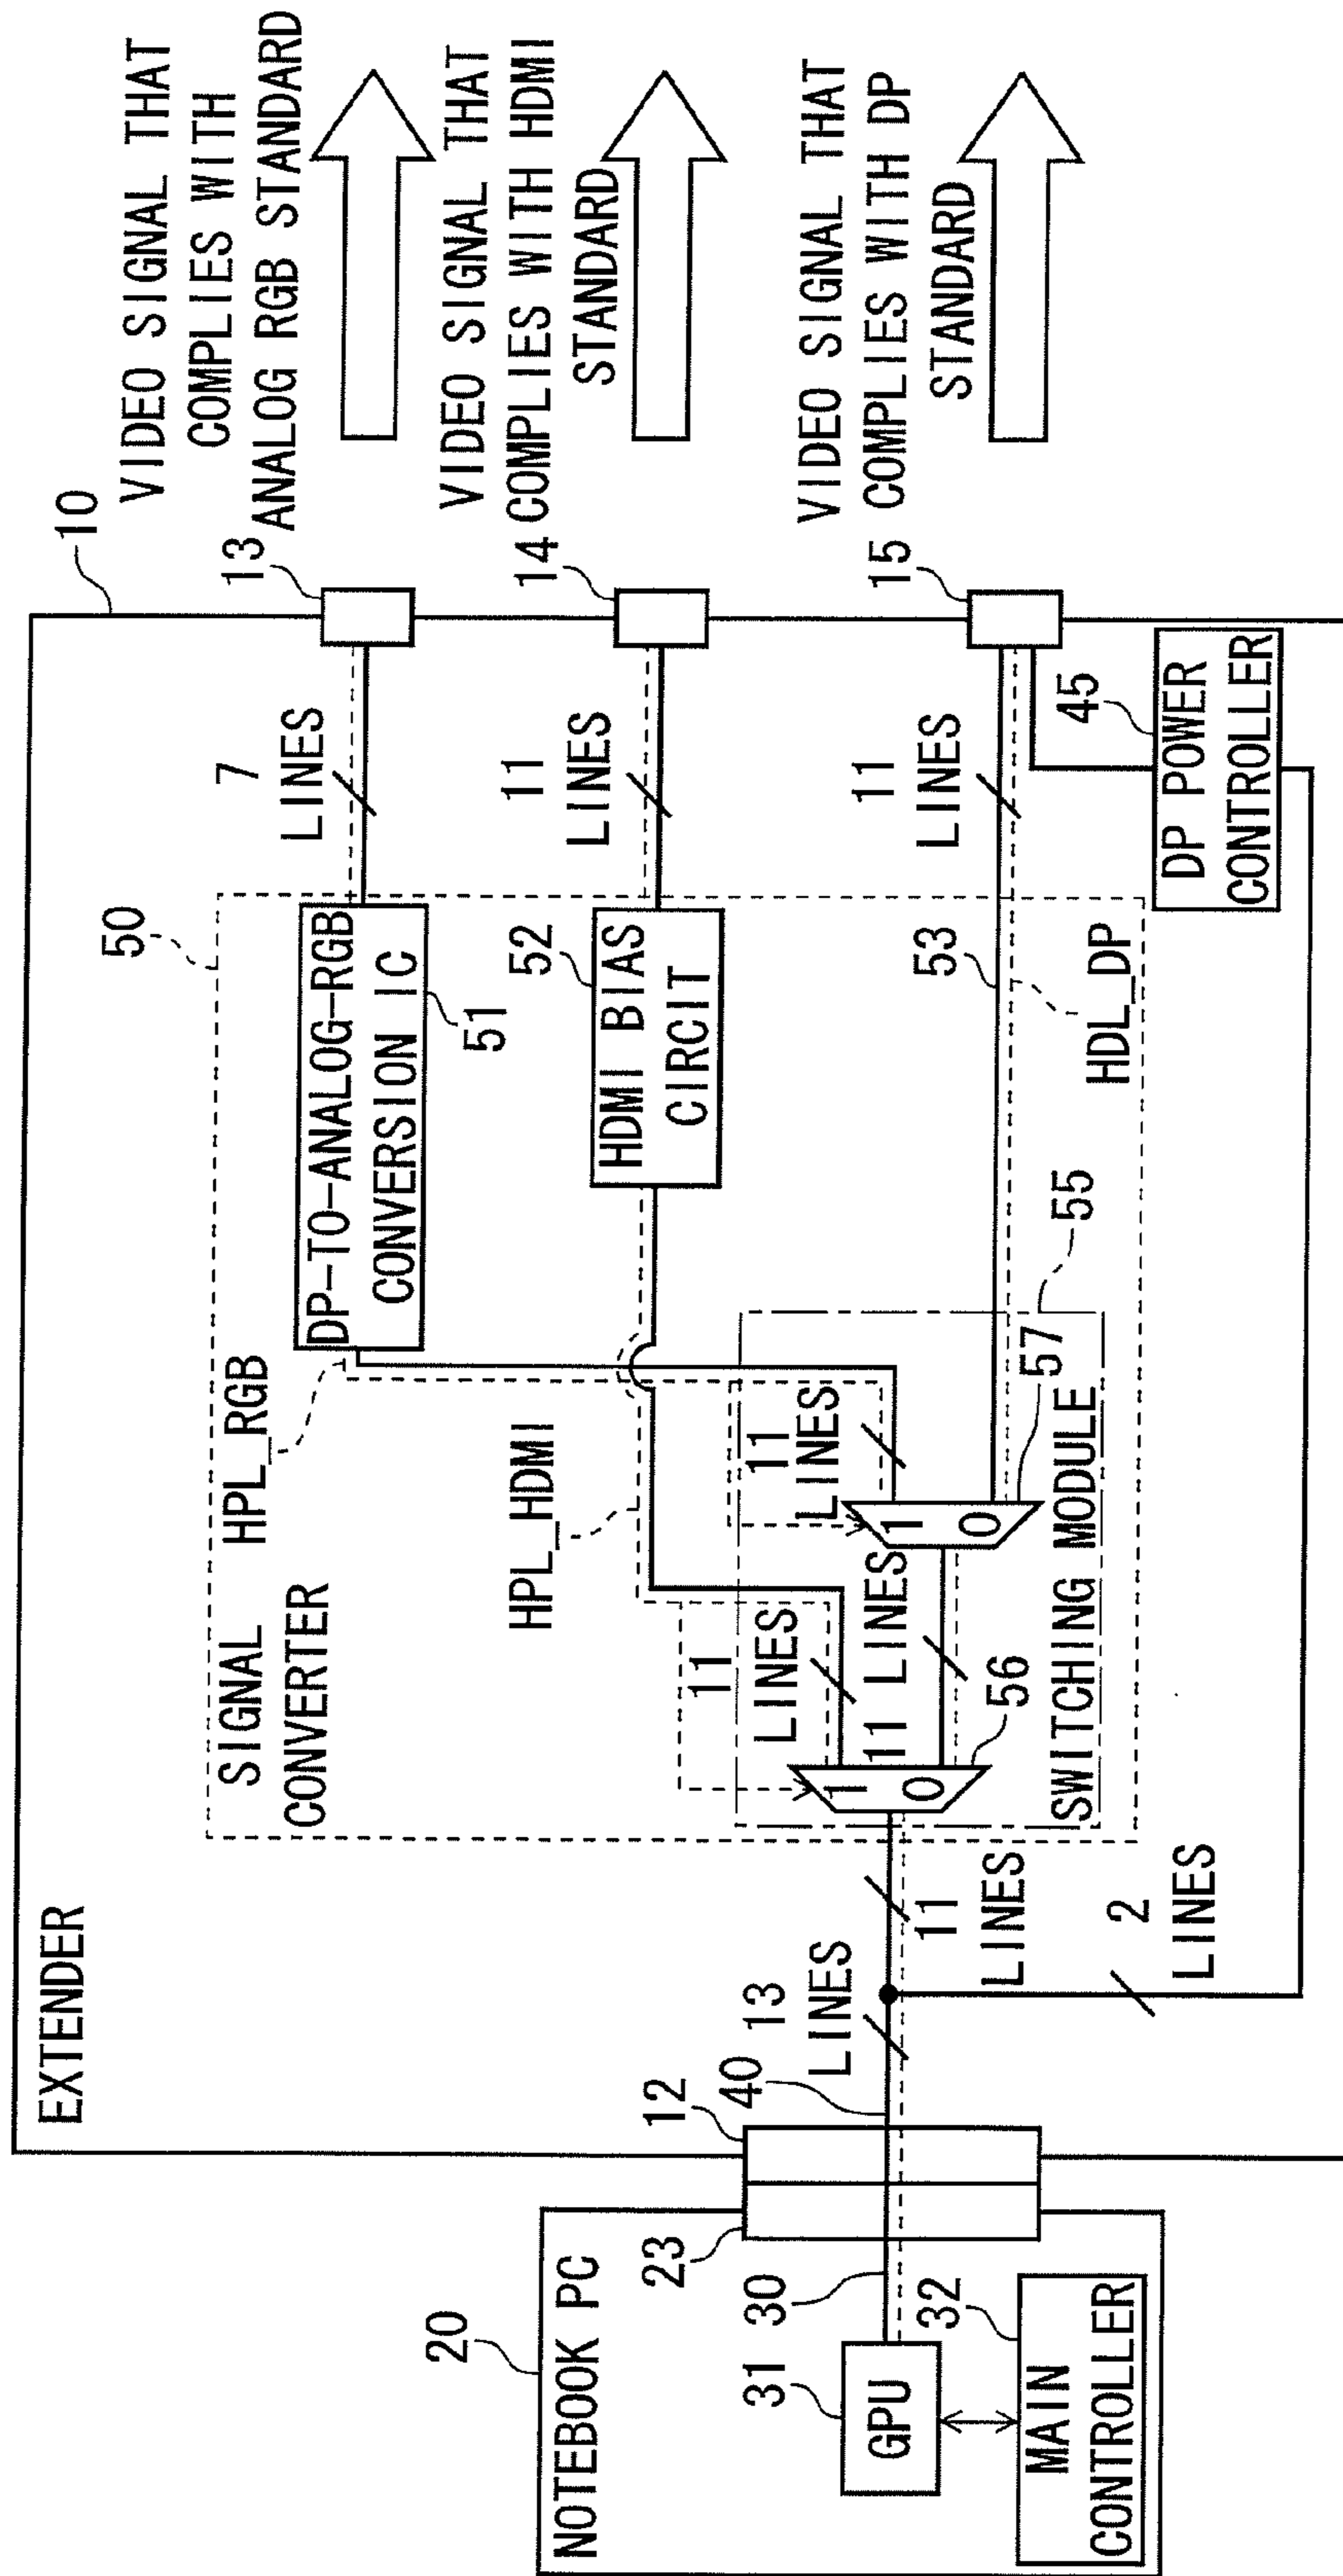 EXTENDER
10
VIDEO SIGNAL THAT
COMPLIES WITH
ANALOG RGB STANDARD
13
VIDEO SIGNAL THAT
COMPLIES WITH HDMI
STANDARD
14
VIDEO SIGNAL THAT
COMPLIES WITH DP
STANDARD
15
50
SIGNAL
CONVERTER
HPL_RGB
DP-TO-ANALOG-RGB
CONVERSION IC
51
7
LINES
HPL_HDMI
HDMI BIAS
CIRCIT
52
11
LINES
11
LINES
11
LINES
11 LINES
1
0
56
1
0
57
SWITCHING MODULE
55
53
HDL_DP
11
LINES
45
DP POWER
CONTROLLER
20
NOTEBOOK PC
23
12
30
40
31
GPU
32
MAIN
CONTROLLER
13
LINES
11
LINES
2
LINES